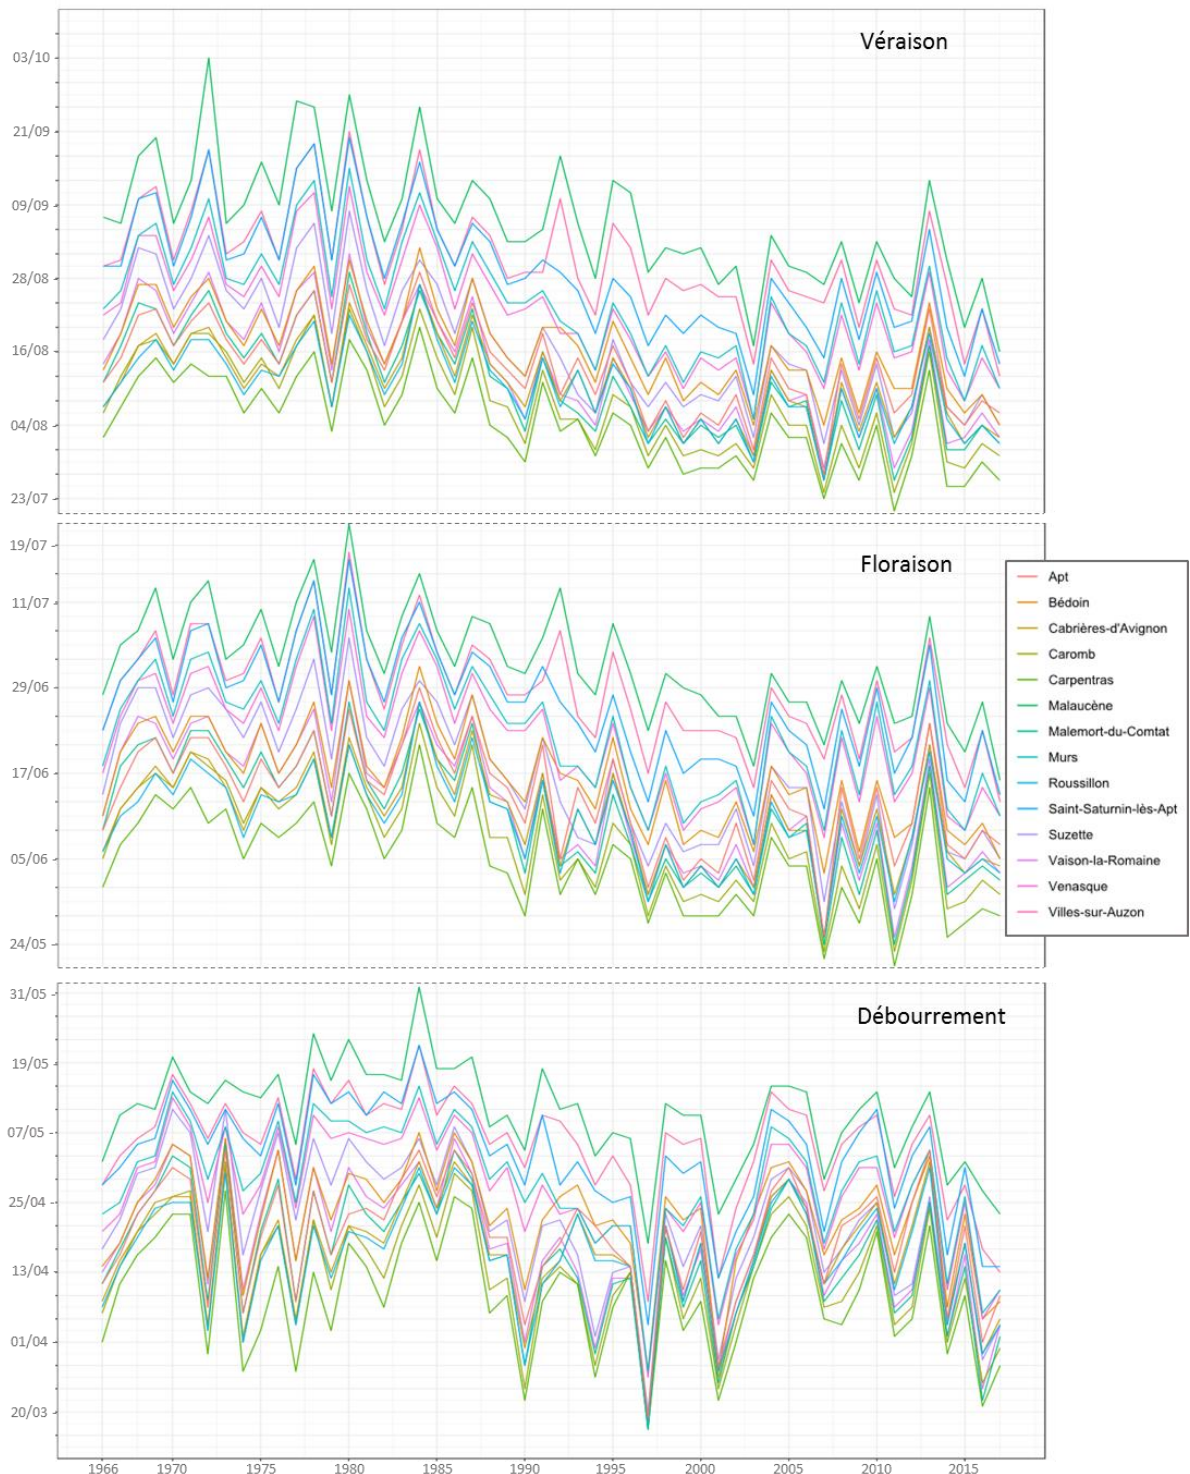 Véraison
03/10
21/09
09/09
28/08
16/08
04/08
23/07
Floraison
19/07
11/07
29/06
17/06
05/06
24/05
Apt
Bédoin
Cabrières-d'Avignon
Caromb
Carpentras
Malaucène
Malemort-du-Comtat
Murs
Roussillon
Saint-Saturnin-lès-Apt
Suzette
Vaison-la-Romaine
Venasque
Villes-sur-Auzon
Débourrement
31/05
19/05
07/05
25/04
13/04
01/04
20/03
1966 1970 1975 1980 1985 1990 1995 2000 2005 2010 2015